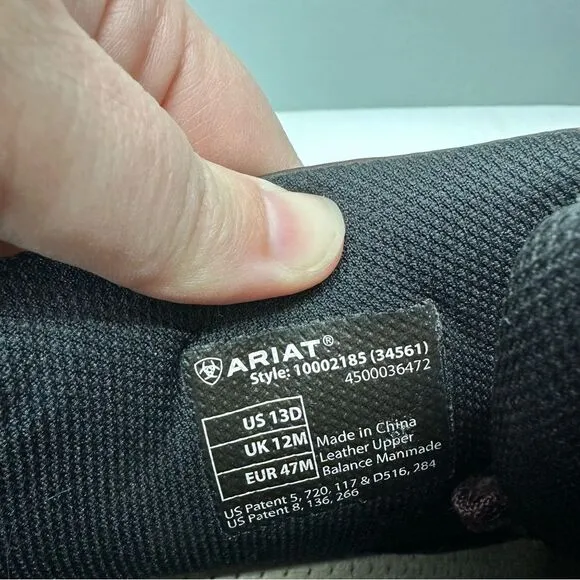 ARIAT®
Style: 10002185 (34561)
4500036472
US 13D
UK 12M
EUR 47M
Made in China
Leather Upper
Balance Manmade
US Patent 5, 720, 117 & D516, 284
US Patent 8, 136, 266